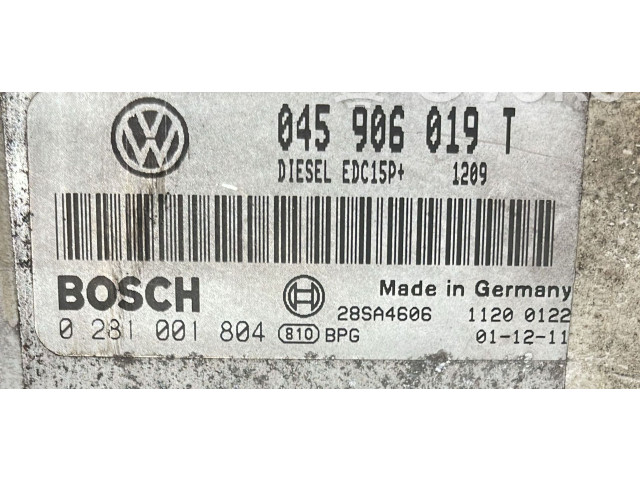 045 906 019 T
DIESEL EDC15P+ 1209
BOSCH
Made in Germany
28SA4606 1120 0122
0 281 001 804 810 BPG 01-12-11